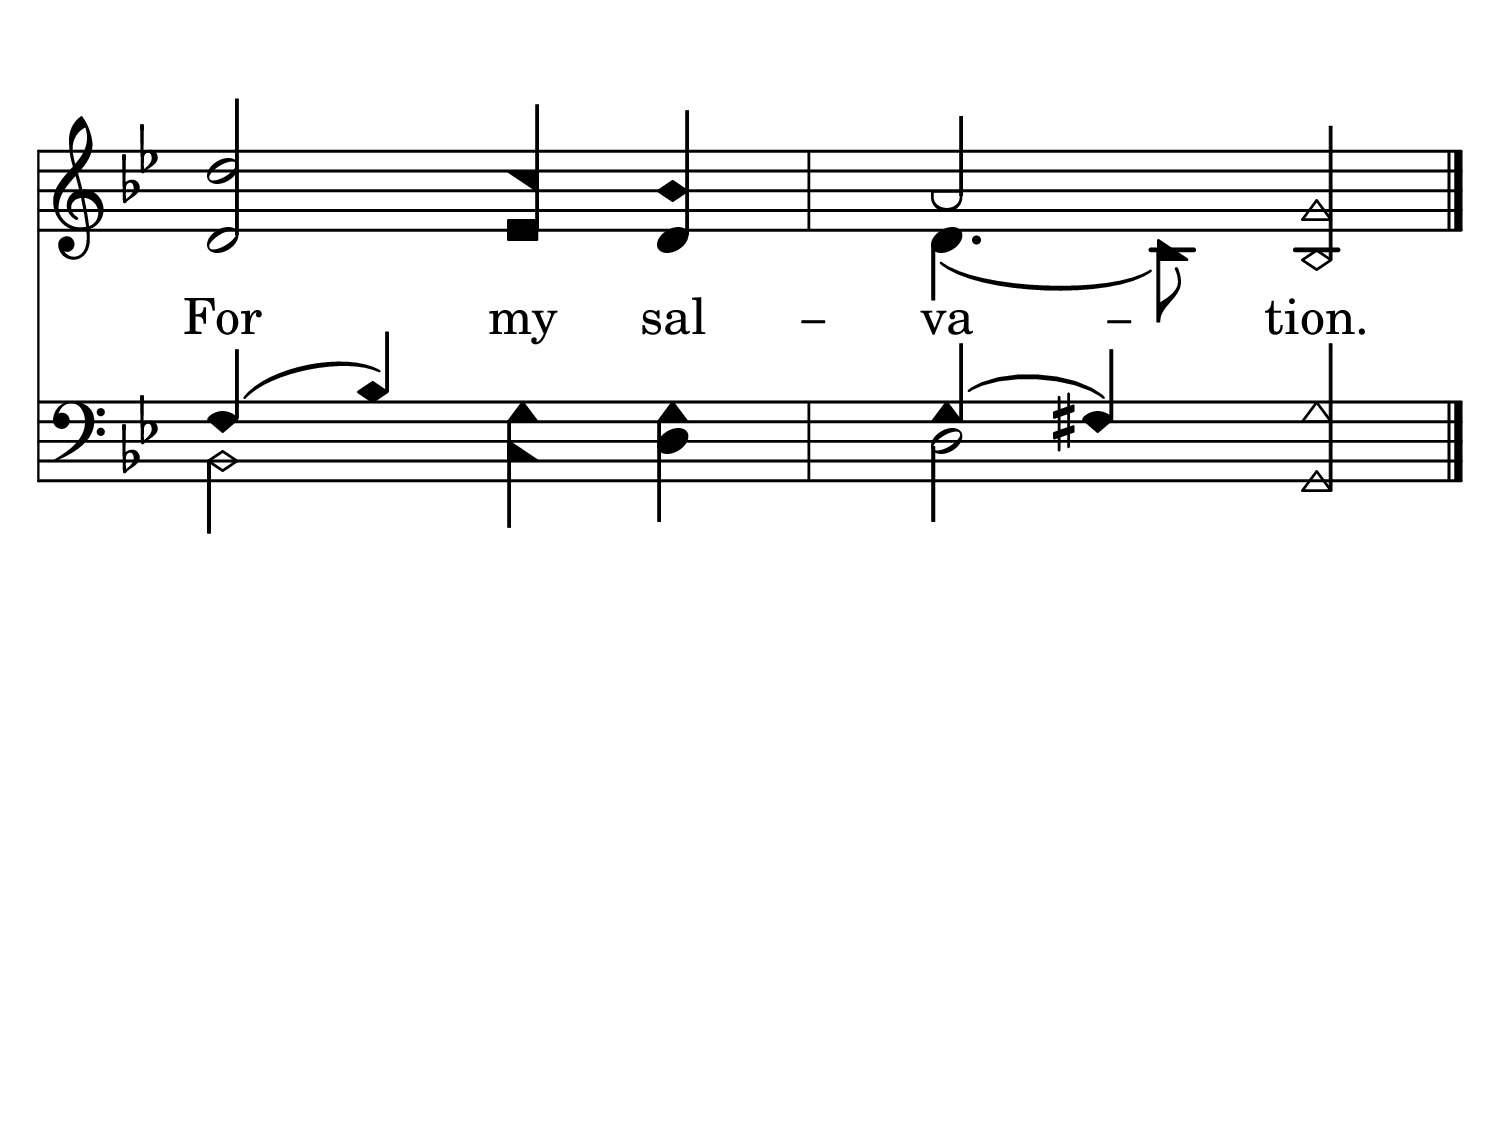 For my sal – va – tion.